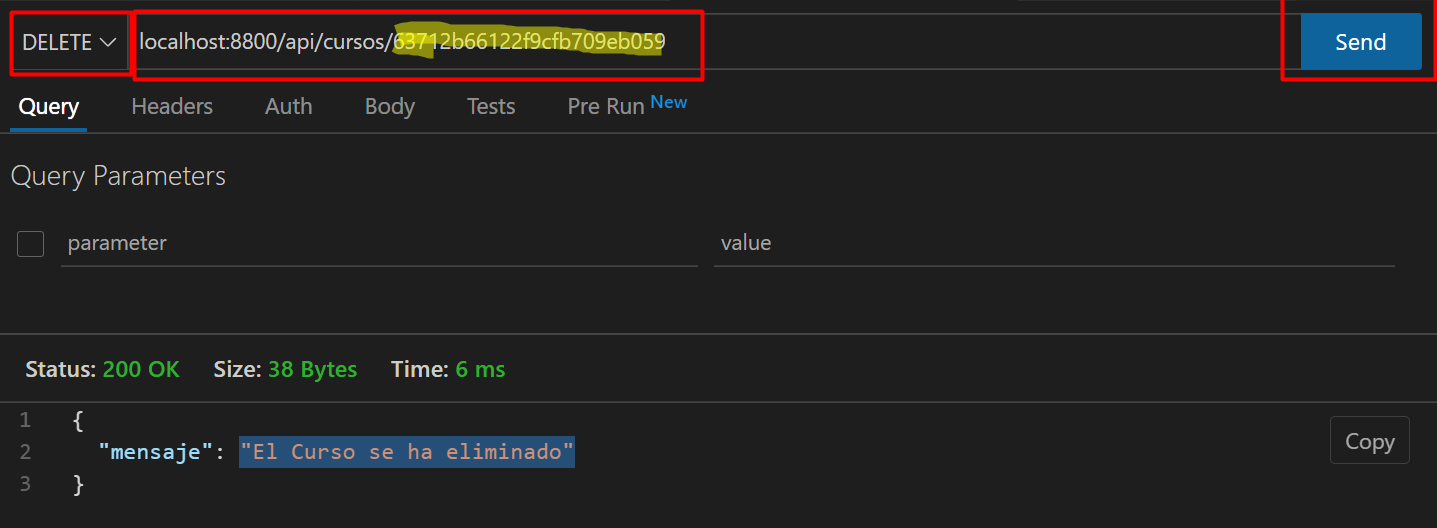 DELETE localhost:8800/api/cursos/63712b66122f9cfb709eb059 Send
Query Headers Auth Body Tests Pre Run New
Query Parameters
parameter value
Status: 200 OK Size: 38 Bytes Time: 6 ms
1 {
2 "mensaje": "El Curso se ha eliminado"
3 }
Copy